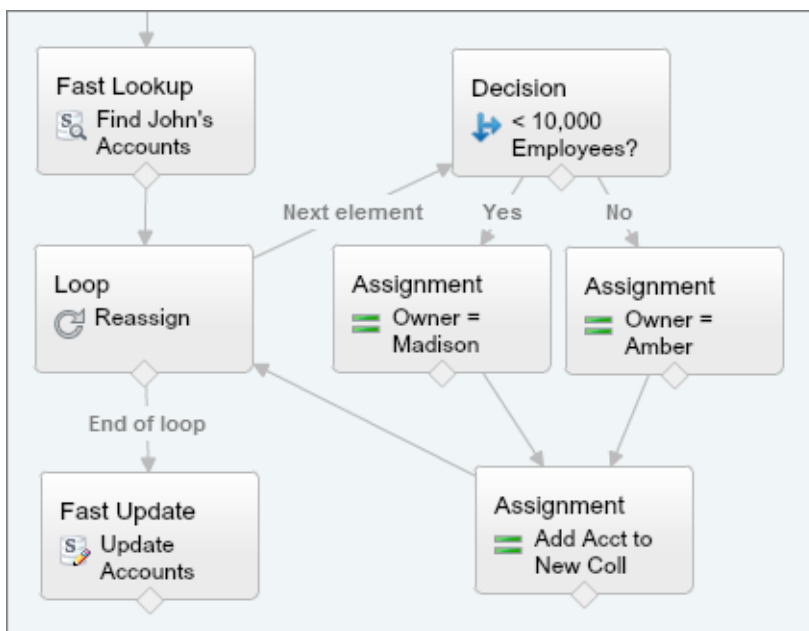 Fast Lookup
Find John's
Accounts
Decision
< 10,000
Employees?
Next element
Yes
No
Loop
Reassign
Assignment
Owner =
Madison
Assignment
Owner =
Amber
End of loop
Fast Update
Update
Accounts
Assignment
Add Acct to
New Coll